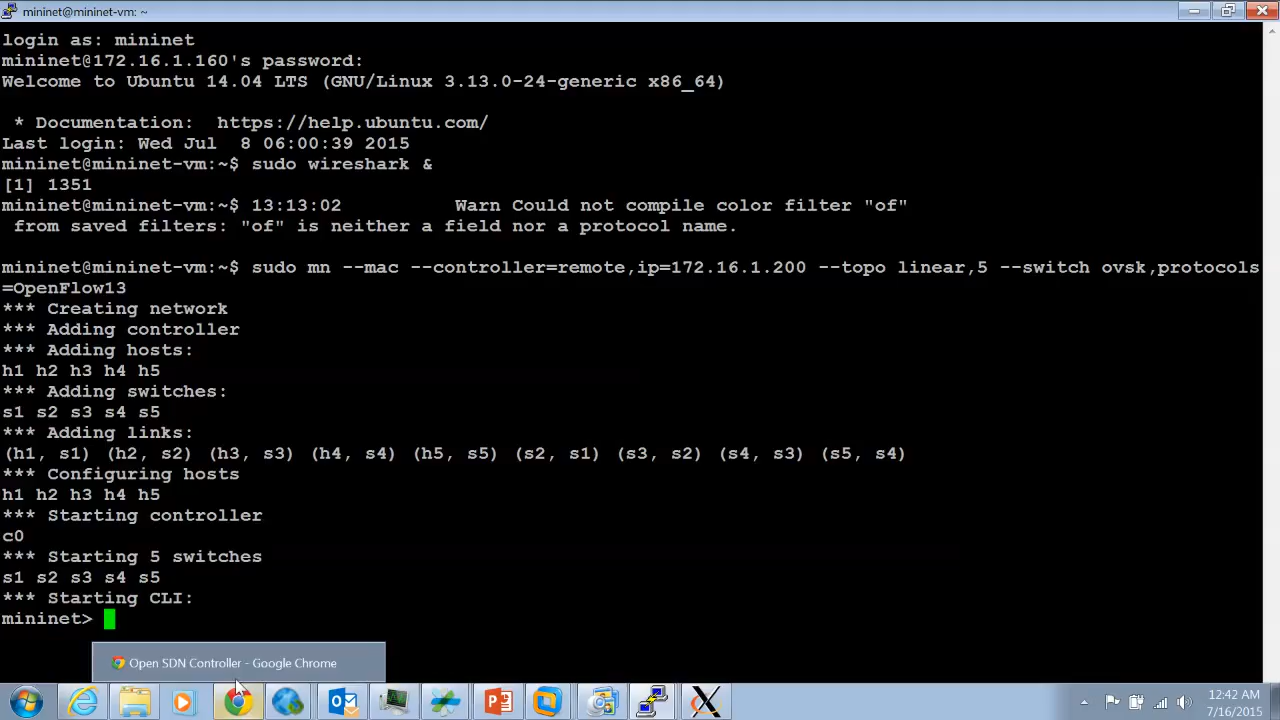 mininet@mininet-vm: ~
login as: mininet
mininet@172.16.1.160's password:
Welcome to Ubuntu 14.04 LTS (GNU/Linux 3.13.0-24-generic x86_64)
 * Documentation:  https://help.ubuntu.com/
Last login: Wed Jul  8 06:00:39 2015
mininet@mininet-vm:~$ sudo wireshark &
[1] 1351
mininet@mininet-vm:~$ 13:13:02          Warn Could not compile color filter "of"
 from saved filters: "of" is neither a field nor a protocol name.
mininet@mininet-vm:~$ sudo mn --mac --controller=remote,ip=172.16.1.200 --topo linear,5 --switch ovsk,protocols
=OpenFlow13
*** Creating network
*** Adding controller
*** Adding hosts:
h1 h2 h3 h4 h5
*** Adding switches:
s1 s2 s3 s4 s5
*** Adding links:
(h1, s1) (h2, s2) (h3, s3) (h4, s4) (h5, s5) (s2, s1) (s3, s2) (s4, s3) (s5, s4)
*** Configuring hosts
h1 h2 h3 h4 h5
*** Starting controller
c0
*** Starting 5 switches
s1 s2 s3 s4 s5
*** Starting CLI:
mininet>
Open SDN Controller - Google Chrome
12:42 AM
7/16/2015